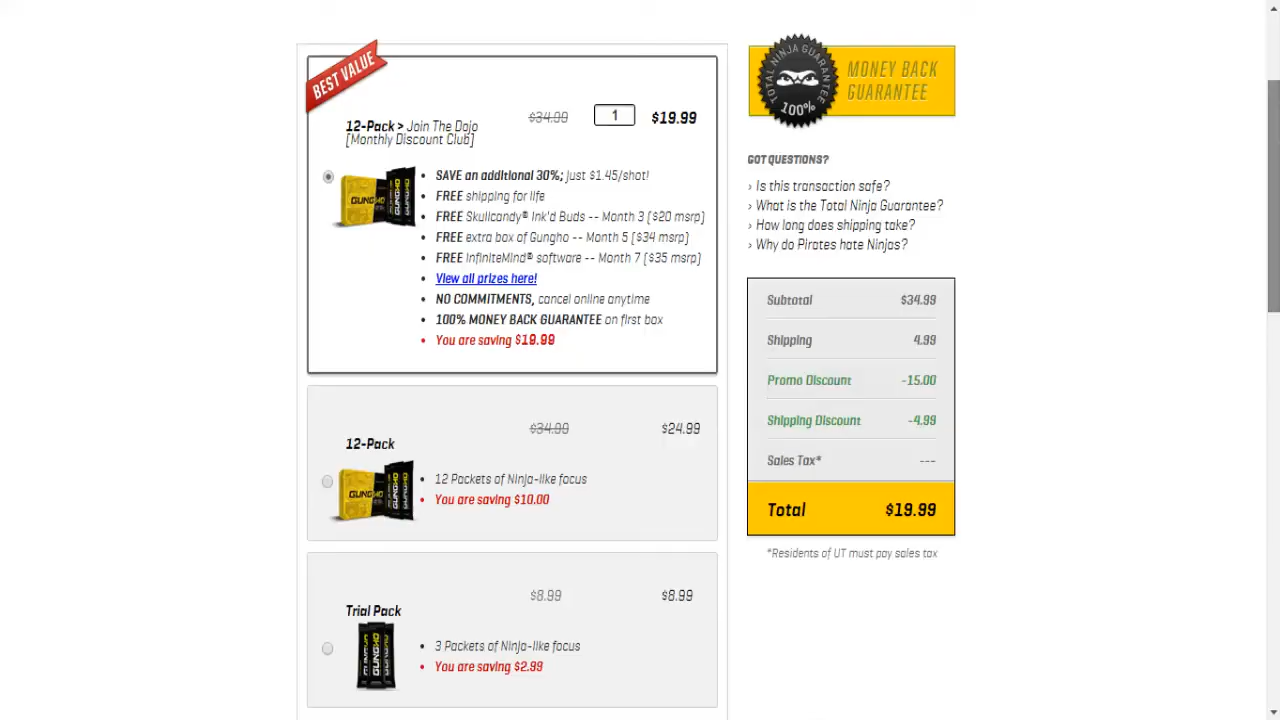 BEST VALUE
12-Pack > Join The Dojo
[Monthly Discount Club]
$34.99
1
$19.99
GUNGHO
• SAVE an additional 30%; just $1.45/shot!
• FREE shipping for life
• FREE Skullcandy® Ink'd Buds -- Month 3 [$20 msrp]
• FREE extra box of Gungho -- Month 5 [$34 msrp]
• FREE InfiniteMind® software -- Month 7 [$35 msrp]
• View all prizes here!
• NO COMMITMENTS, cancel online anytime
• 100% MONEY BACK GUARANTEE on first box
• You are saving $19.99
12-Pack
$34.99
$24.99
GUNGHO
• 12 Packets of Ninja-like focus
• You are saving $10.00
Trial Pack
$8.99
$8.99
GUNGHO
• 3 Packets of Ninja-like focus
• You are saving $2.99
TOTAL NINJA GUARANTEE
100%
MONEY BACK
GUARANTEE
GOT QUESTIONS?
› Is this transaction safe?
› What is the Total Ninja Guarantee?
› How long does shipping take?
› Why do Pirates hate Ninjas?
Subtotal $34.99
Shipping 4.99
Promo Discount -15.00
Shipping Discount -4.99
Sales Tax* ---
Total $19.99
*Residents of UT must pay sales tax